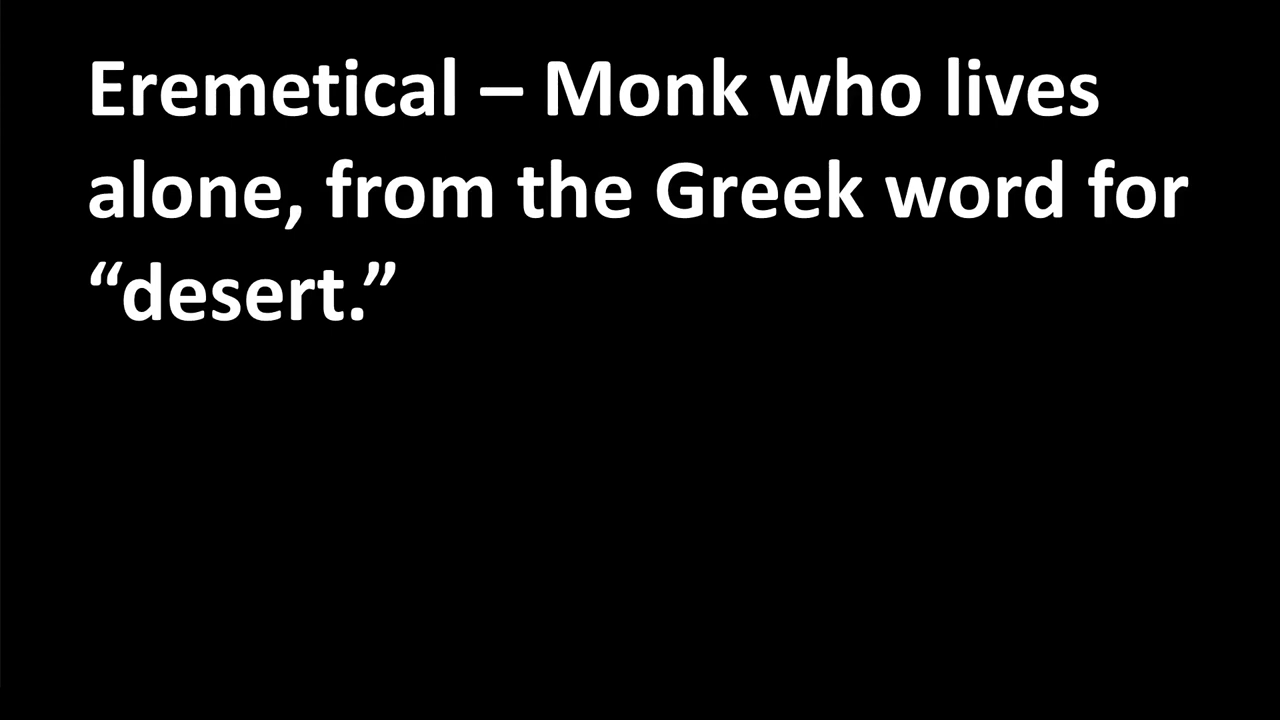 Eremetical – Monk who lives
alone, from the Greek word for
“desert.”